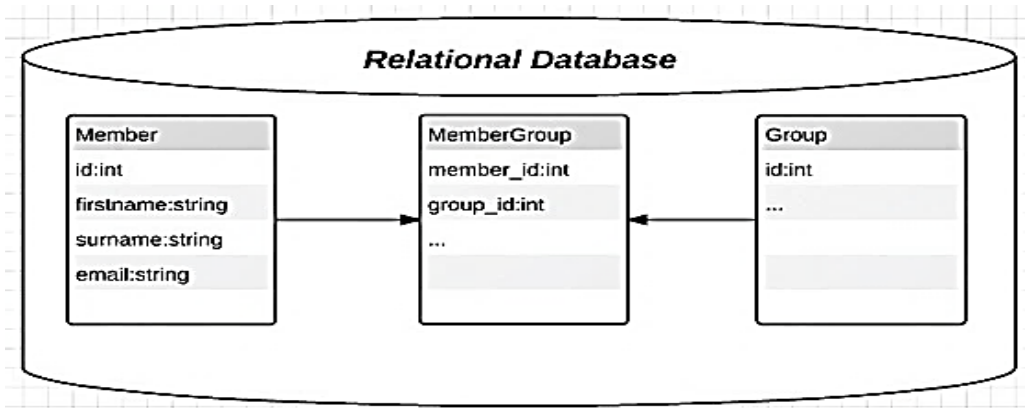 Relational Database
Member
id:int
firstname:string
surname:string
email:string
MemberGroup
member_id:int
group_id:int
...
Group
id:int
...